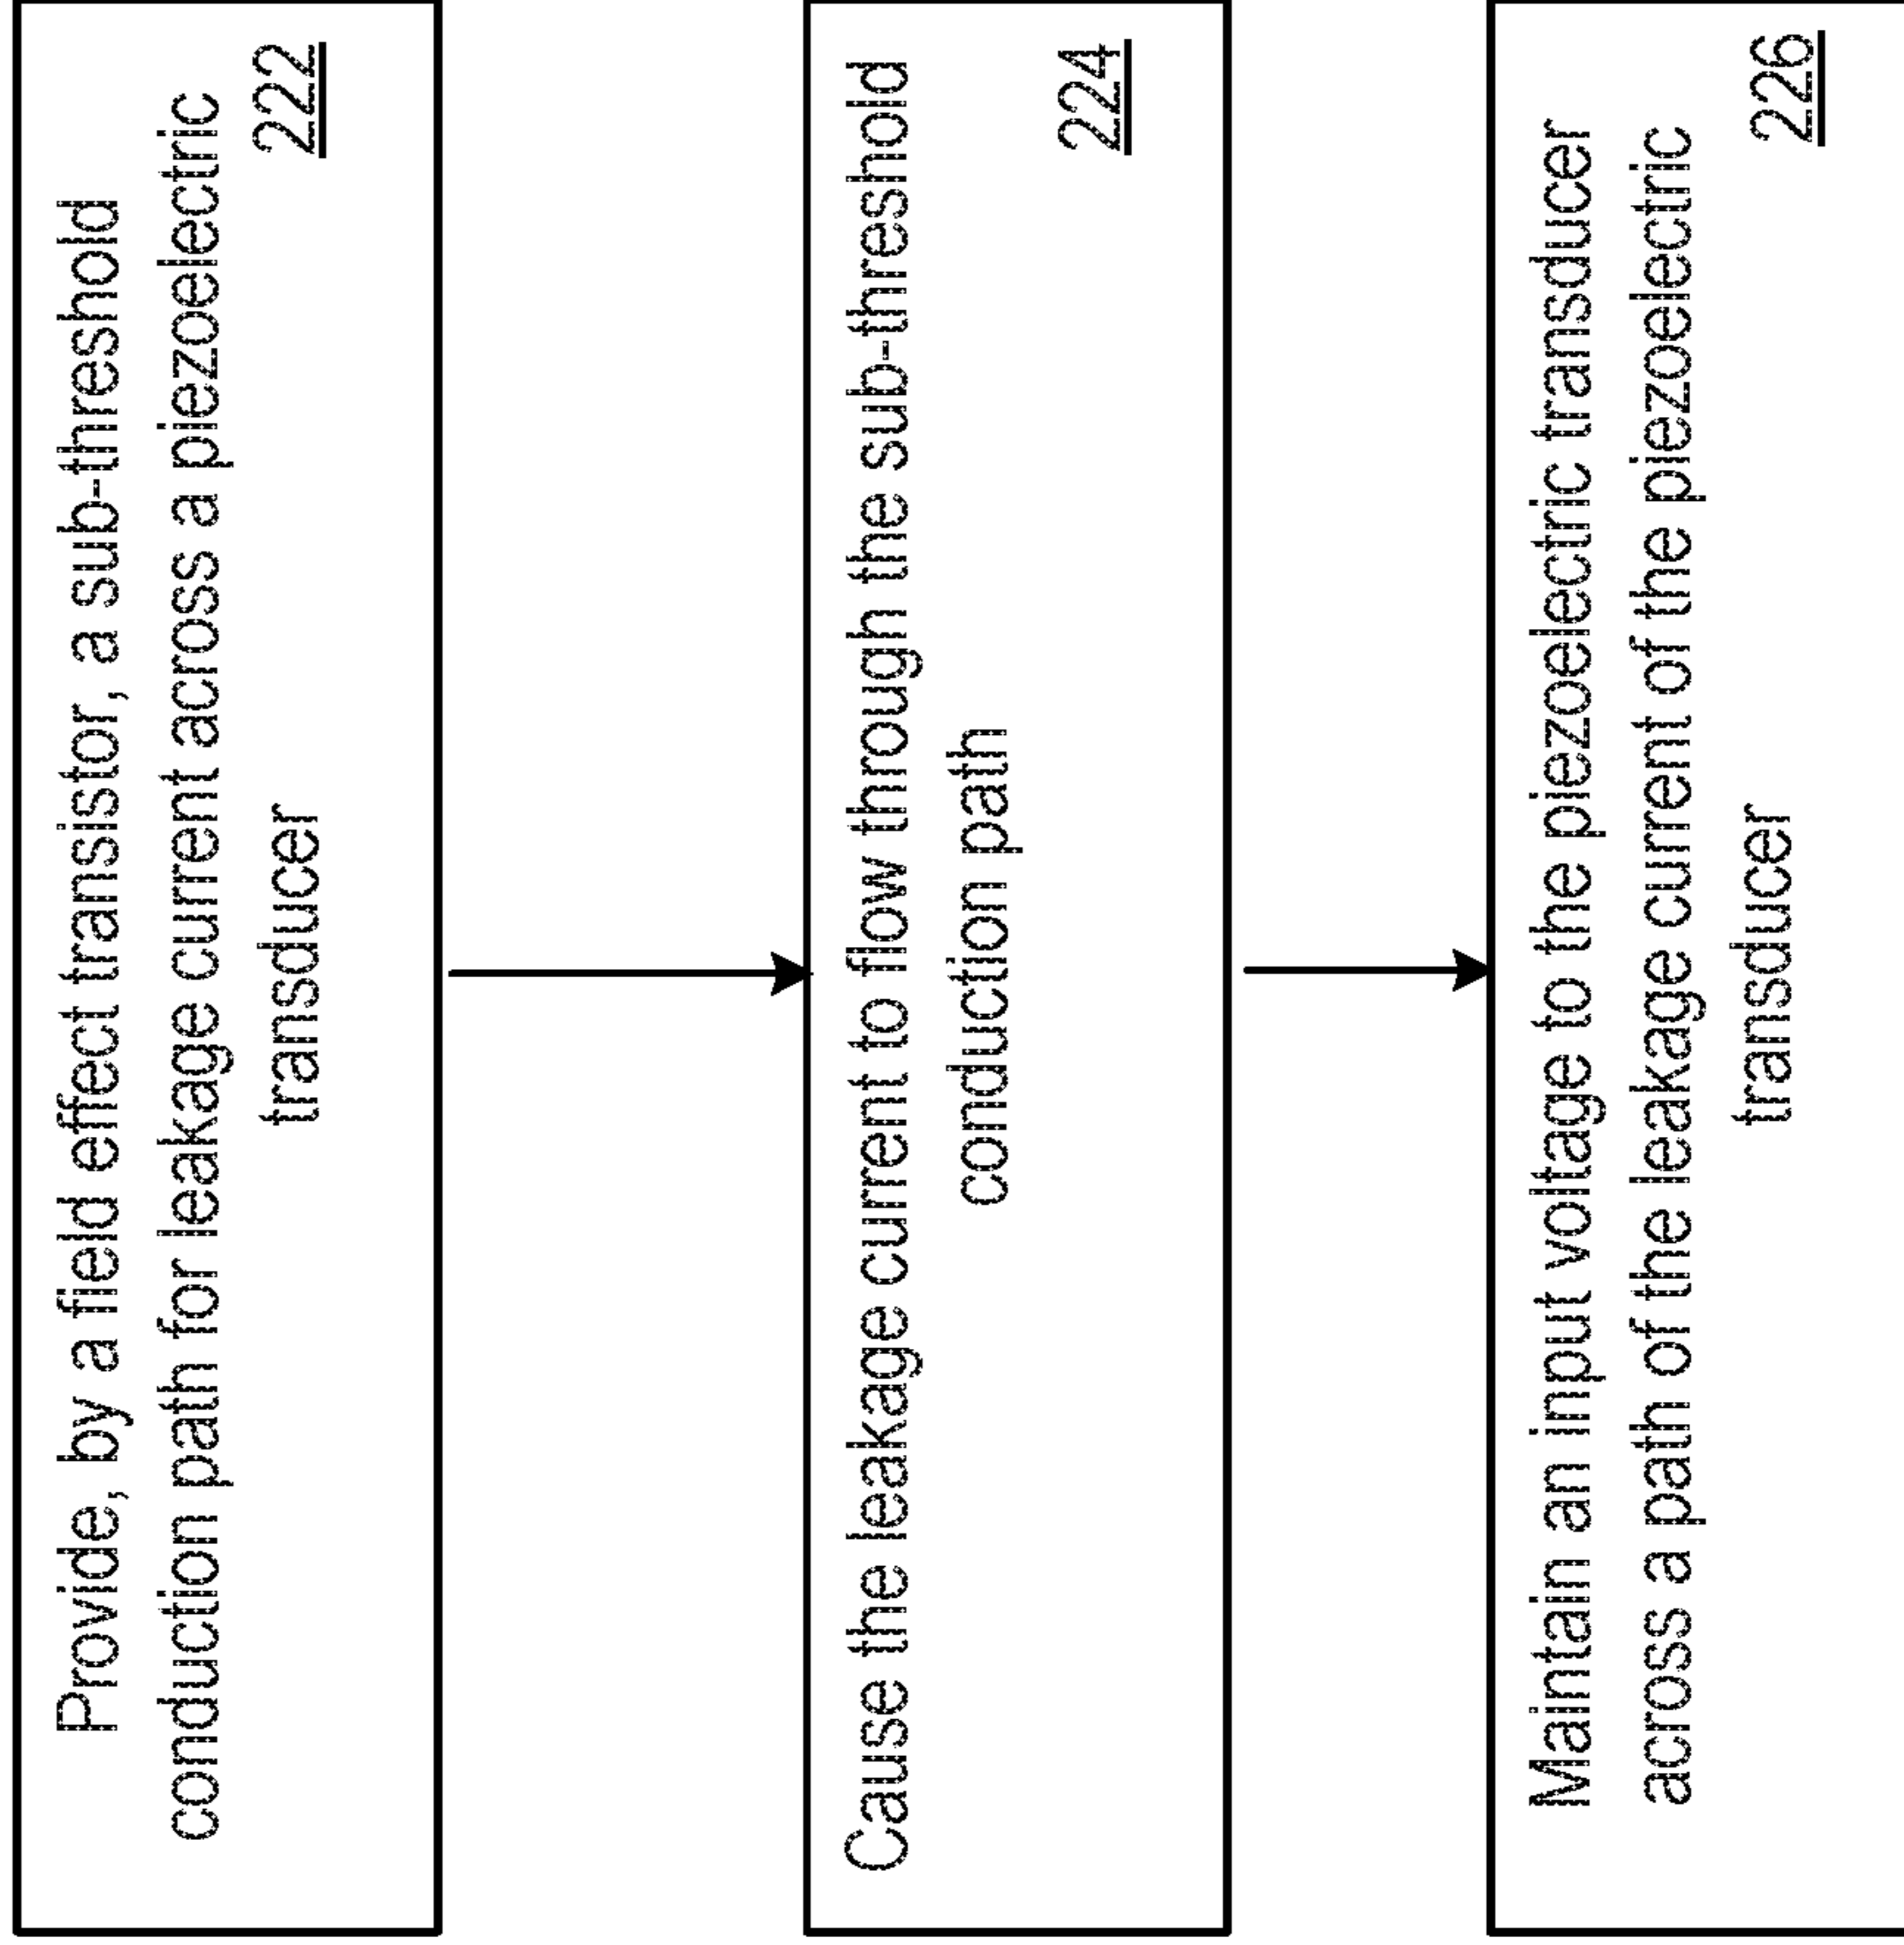 Provide, by a field effect transistor, a sub-threshold
conduction path for leakage current across a piezoelectric
transducer
222
Cause the leakage current to flow through the sub-threshold
conduction path
224
Maintain an input voltage to the piezoelectric transducer
across a path of the leakage current of the piezoelectric
transducer
226